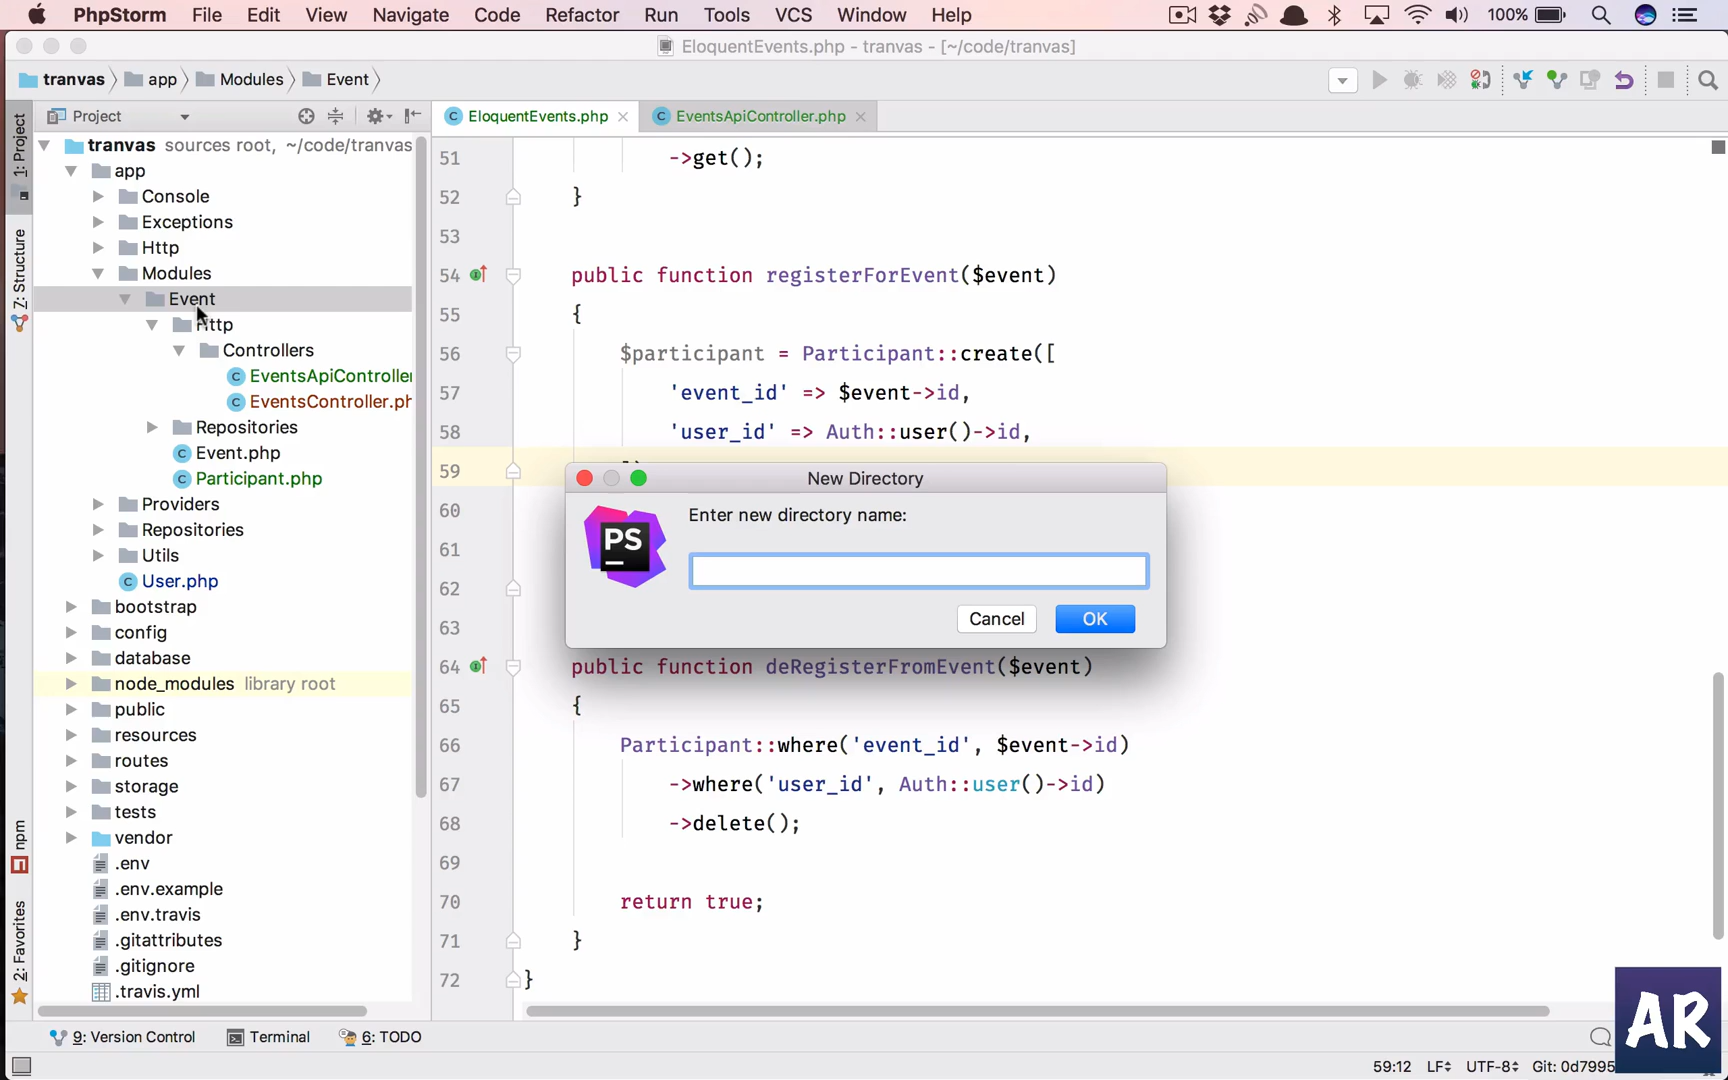 PhpStorm File Edit View Navigate Code Refactor Run Tools VCS Window Help 100%
EloquentEvents.php - tranvas - [~/code/tranvas]
tranvas app Modules Event
1: Project
Z: Structure
npm
2: Favorites
Project
tranvas sources root, ~/code/tranvas
app
Console
Exceptions
Http
Modules
Event
Http
Controllers
EventsApiController
EventsController.ph
Repositories
Event.php
Participant.php
Providers
Repositories
Utils
User.php
bootstrap
config
database
node_modules library root
public
resources
routes
storage
tests
vendor
.env
.env.example
.env.travis
.gitattributes
.gitignore
.travis.yml
EloquentEvents.php EventsApiController.php
51 ->get();
52 }
53
54 public function registerForEvent($event)
55 {
56 $participant = Participant::create([
57 'event_id' => $event->id,
58 'user_id' => Auth::user()->id,
59
60
61
62
63
64 public function deRegisterFromEvent($event)
65 {
66 Participant::where('event_id', $event->id)
67 ->where('user_id', Auth::user()->id)
68 ->delete();
69
70 return true;
71 }
72 }
New Directory
Enter new directory name:
PS
Cancel OK
9: Version Control Terminal 6: TODO
59:12 LF UTF-8 Git: 0d7995
AR